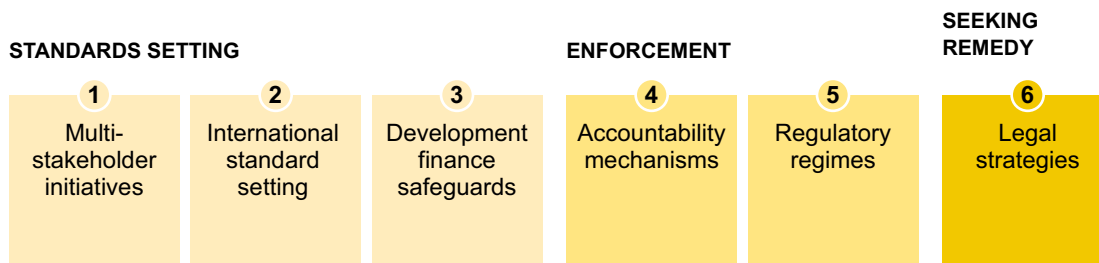 STANDARDS SETTING
1
Multi-
stakeholder
initiatives
2
International
standard
setting
3
Development
finance
safeguards
ENFORCEMENT
4
Accountability
mechanisms
5
Regulatory
regimes
SEEKING
REMEDY
6
Legal
strategies